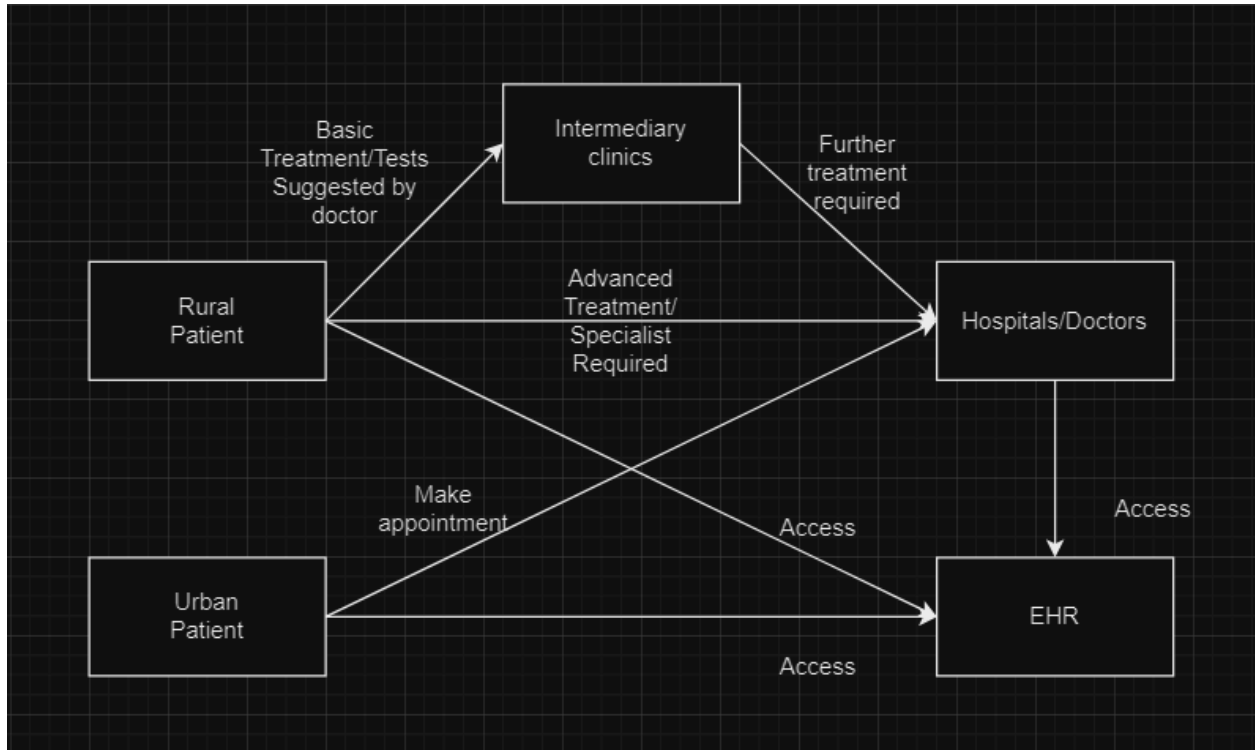 Intermediary
clinics
Basic
Treatment/Tests
Suggested by
doctor
Further
treatment
required
Rural
Patient
Advanced
Treatment/
Specialist
Required
Hospitals/Doctors
Make
appointment
Access
Access
Urban
Patient
EHR
Access